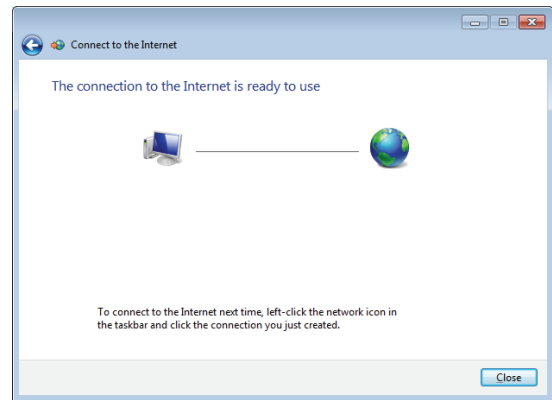 Connect to the Internet
The connection to the Internet is ready to use
To connect to the Internet next time, left-click the network icon in
the taskbar and click the connection you just created.
Close